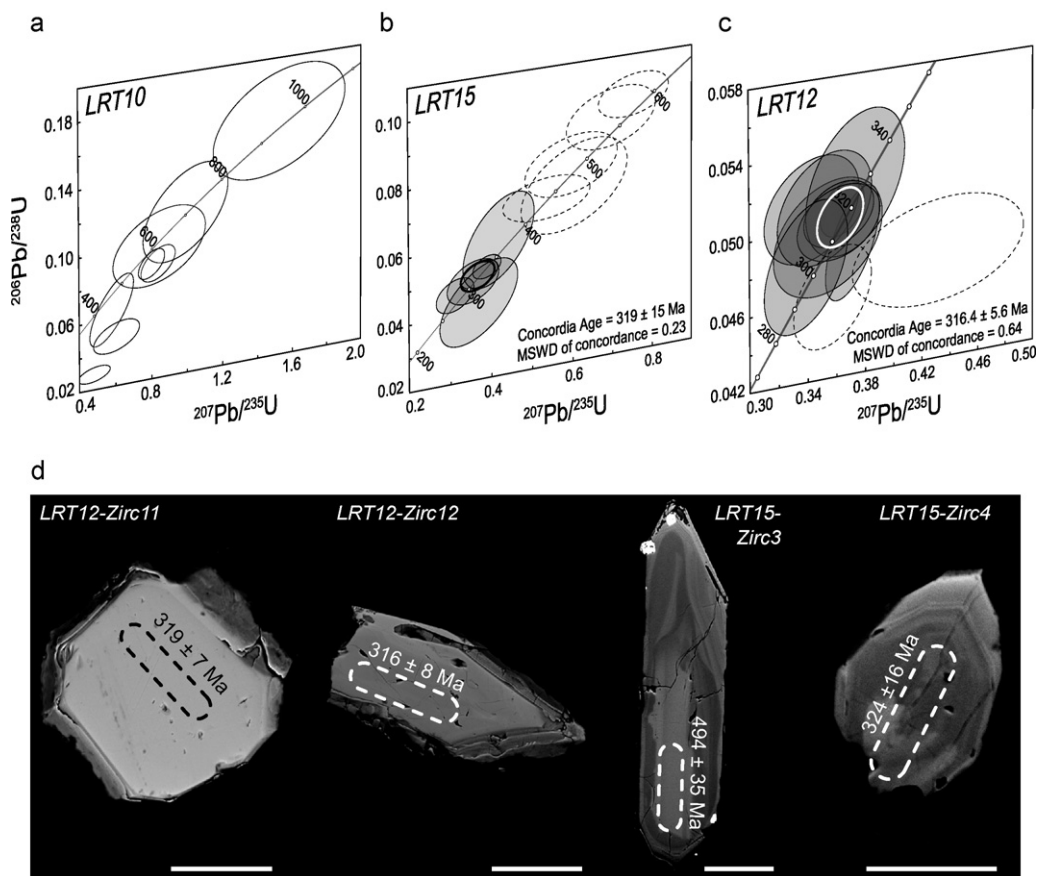 a
LRT10
1000
800
600
400
0.18
0.14
0.10
0.06
0.02
0.4
0.8
1.2
1.6
2.0
206Pb/238U
207Pb/235U
b
LRT15
600
500
400
300
200
0.10
0.08
0.06
0.04
0.02
0.2
0.4
0.6
0.8
Concordia Age = 319 ± 15 Ma
MSWD of concordance = 0.23
207Pb/235U
c
LRT12
340
320
300
280
0.058
0.054
0.050
0.046
0.042
0.30
0.34
0.38
0.42
0.46
0.50
Concordia Age = 316.4 ± 5.6 Ma
MSWD of concordance = 0.64
207Pb/235U
d
LRT12-Zirc11
319 ± 7 Ma
LRT12-Zirc12
316 ± 8 Ma
LRT15-
Zirc3
494 ± 35 Ma
LRT15-Zirc4
324 ±16 Ma